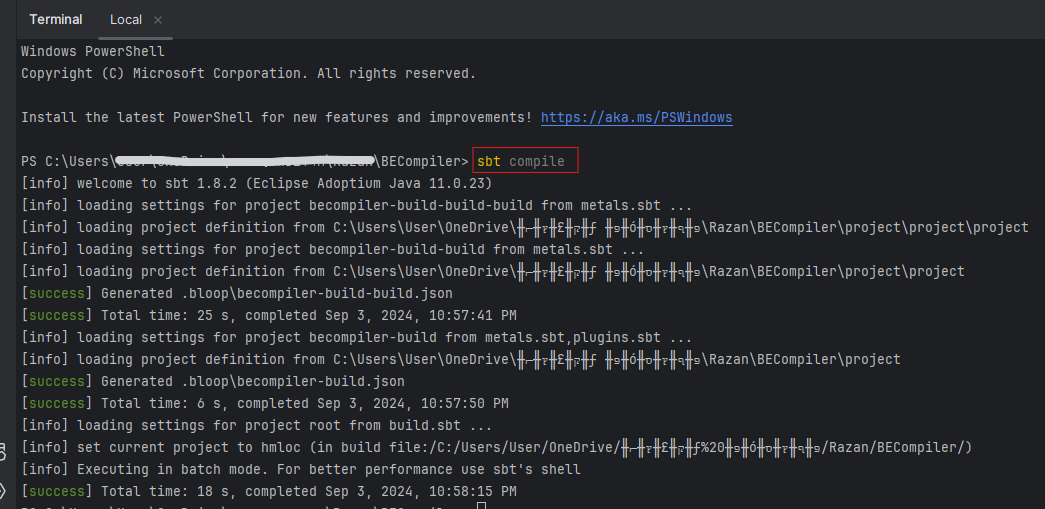 Terminal
Local
Windows PowerShell
Copyright (C) Microsoft Corporation. All rights reserved.
Install the latest PowerShell for new features and improvements! https://aka.ms/PSWindows
PS C:\Users\ \BECompiler> sbt compile
[info] welcome to sbt 1.8.2 (Eclipse Adoptium Java 11.0.23)
[info] loading settings for project becompiler-build-build-build from metals.sbt ...
[info] loading project definition from C:\Users\User\OneDrive\ \Razan\BECompiler\project\project\project
[info] loading settings for project becompiler-build-build from metals.sbt ...
[info] loading project definition from C:\Users\User\OneDrive\ \Razan\BECompiler\project\project
[success] Generated .bloop\becompiler-build-build.json
[success] Total time: 25 s, completed Sep 3, 2024, 10:57:41 PM
[info] loading settings for project becompiler-build from metals.sbt,plugins.sbt ...
[info] loading project definition from C:\Users\User\OneDrive\ \Razan\BECompiler\project
[success] Generated .bloop\becompiler-build.json
[success] Total time: 6 s, completed Sep 3, 2024, 10:57:50 PM
[info] loading settings for project root from build.sbt ...
[info] set current project to hmloc (in build file:/C:/Users/User/OneDrive/ %20 /Razan/BECompiler/)
[info] Executing in batch mode. For better performance use sbt's shell
[success] Total time: 18 s, completed Sep 3, 2024, 10:58:15 PM